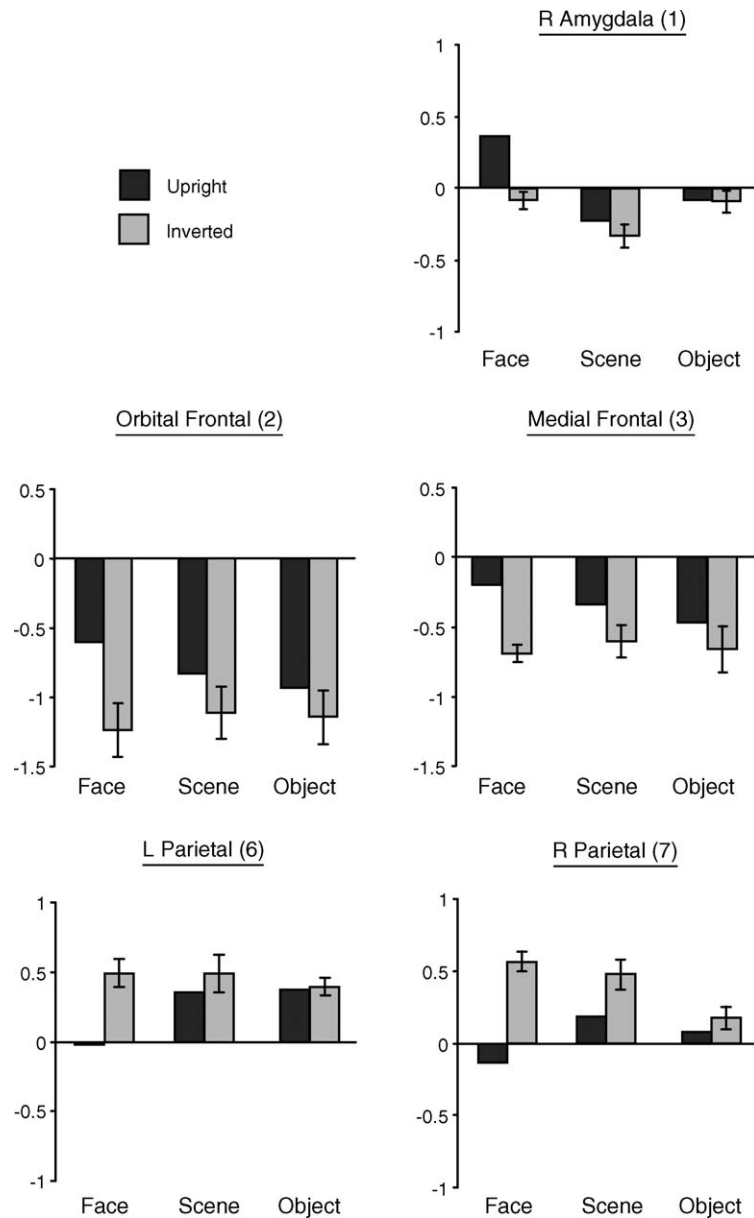 R Amygdala (1)
1
0.5
0
-0.5
-1
Face Scene Object
Upright
Inverted
Orbital Frontal (2)
0.5
0
-0.5
-1
-1.5
Face Scene Object
Medial Frontal (3)
0.5
0
-0.5
-1
-1.5
Face Scene Object
L Parietal (6)
1
0.5
0
-0.5
-1
Face Scene Object
R Parietal (7)
1
0.5
0
-0.5
-1
Face Scene Object